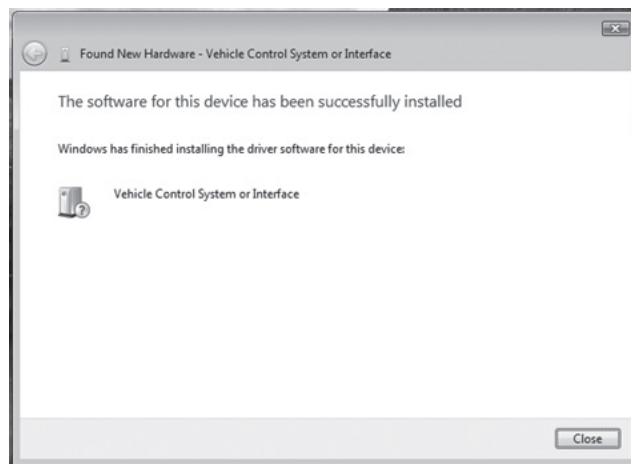 Found New Hardware - Vehicle Control System or Interface
The software for this device has been successfully installed
Windows has finished installing the driver software for this device:
Vehicle Control System or Interface
Close